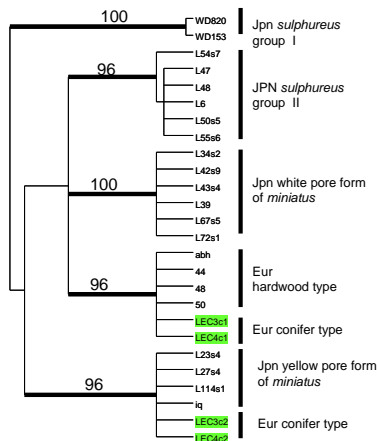 100
WD820
WD153
Jpn sulphureus
group I
96
L54s7
L47
L48
L6
L50s5
L55s6
JPN sulphureus
group II
100
L34s2
L42s9
L43s4
L39
L67s5
L72s1
Jpn white pore form
of miniatus
96
abh
44
48
50
Eur
hardwood type
LEC3c1
LEC4c1
Eur conifer type
96
L23s4
L27s4
L114s1
iq
Jpn yellow pore form
of miniatus
LEC3c2
LEC4c2
Eur conifer type